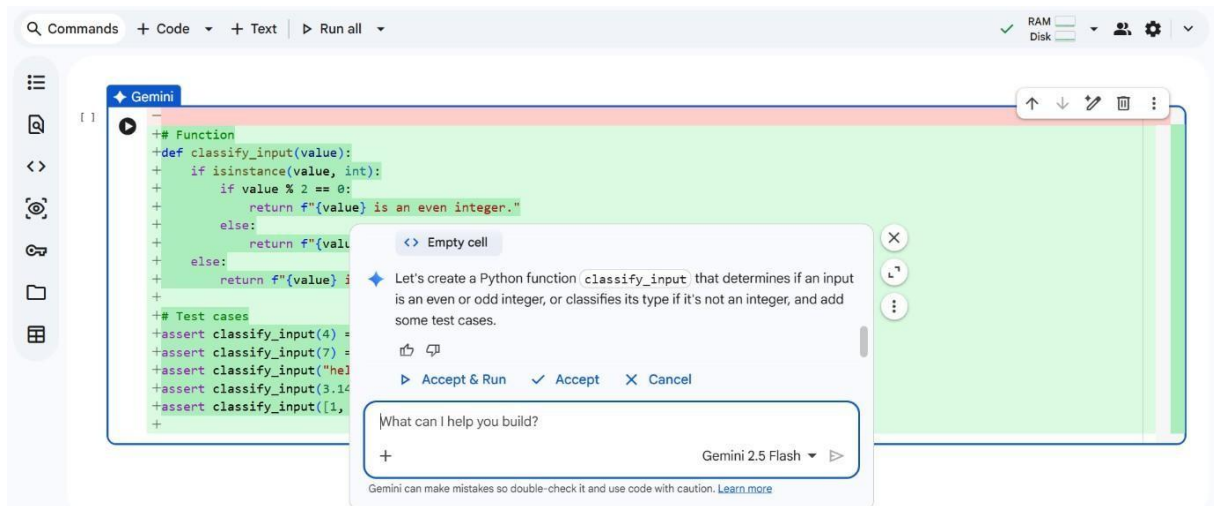 Commands + Code + Text Run all
RAM
Disk
Gemini
[ ]
-
+# Function
+def classify_input(value):
+    if isinstance(value, int):
+        if value % 2 == 0:
+            return f"{value} is an even integer."
+        else:
+            return f"{valu
+    else:
+        return f"{value} i
+
+# Test cases
+assert classify_input(4) =
+assert classify_input(7) =
+assert classify_input("hel
+assert classify_input(3.14
+assert classify_input([1,
+
<> Empty cell
Let's create a Python function classify_input that determines if an input
is an even or odd integer, or classifies its type if it's not an integer, and add
some test cases.
Accept & Run Accept Cancel
What can I help you build?
+ Gemini 2.5 Flash
Gemini can make mistakes so double-check it and use code with caution. Learn more